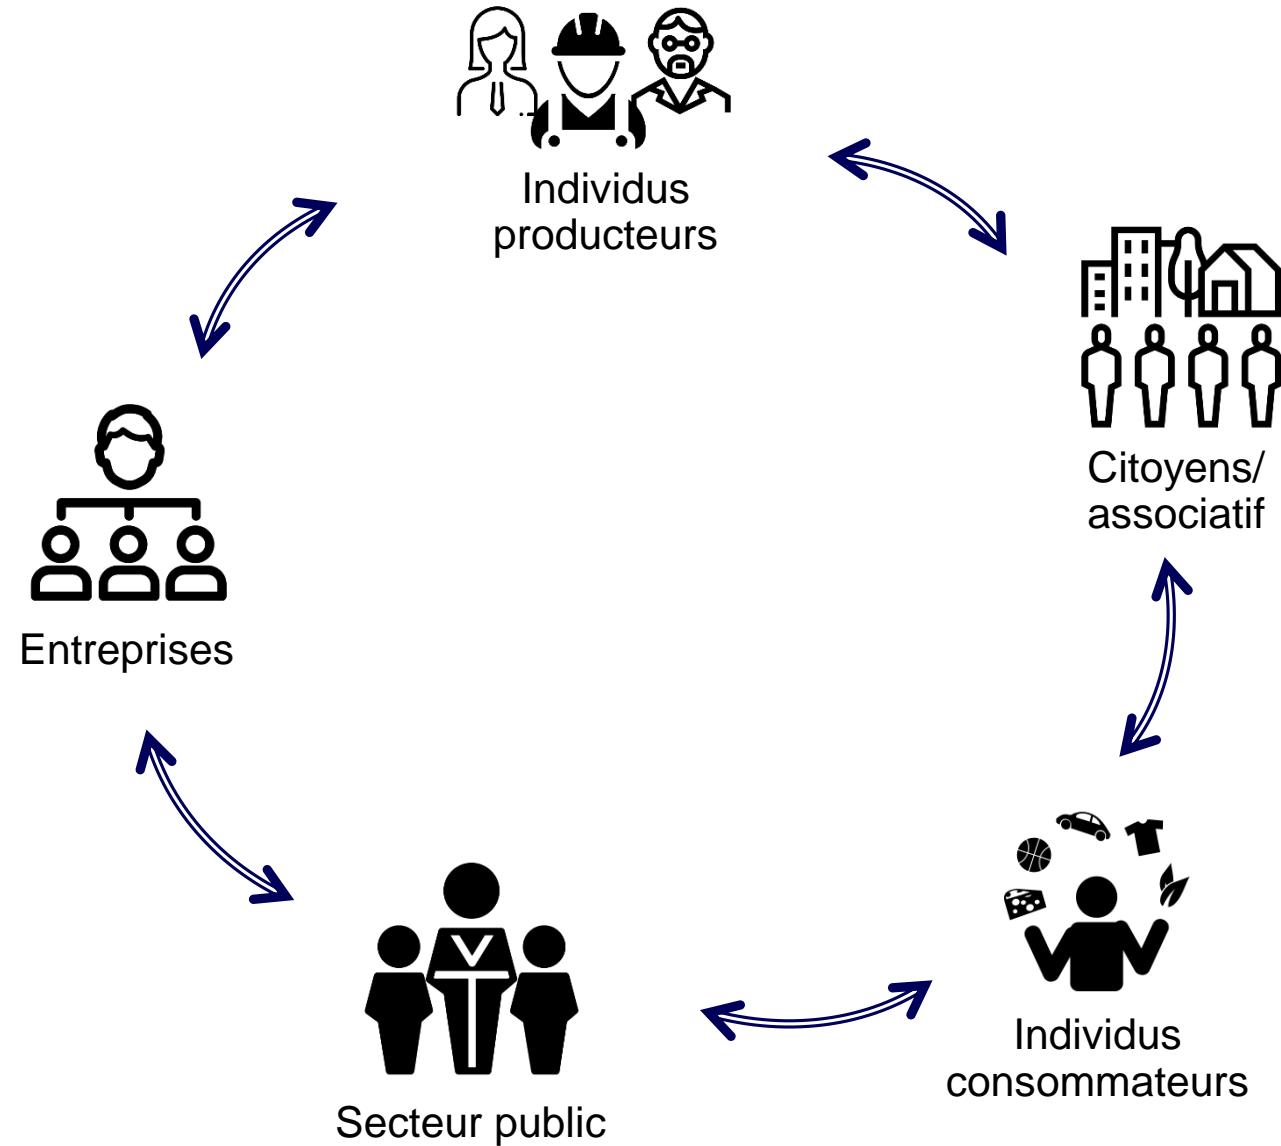 Individus
producteurs
Citoyens/
associatif
Entreprises
Individus
consommateurs
Secteur public